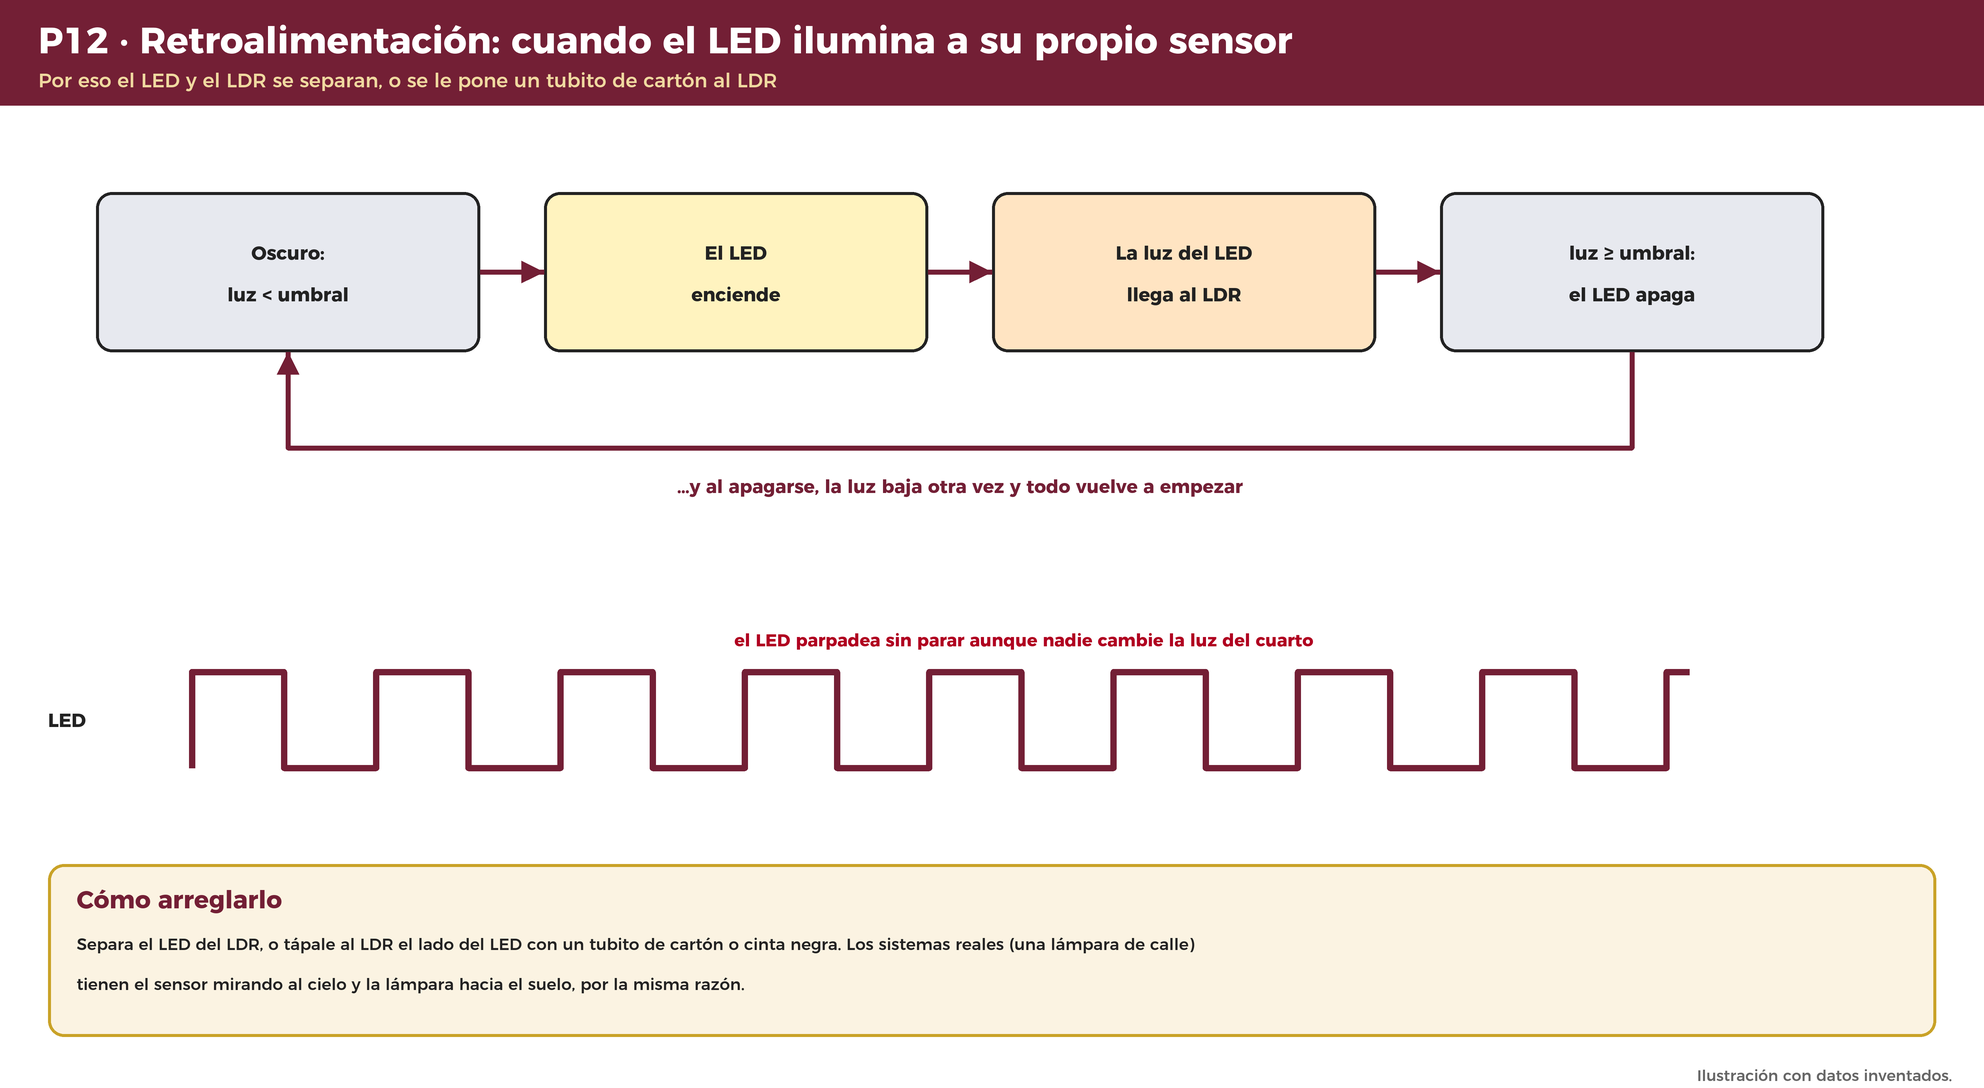 P12 · Retroalimentación: cuando el LED ilumina a su propio sensor
Por eso el LED y el LDR se separan, o se le pone un tubito de cartón al LDR
Oscuro:
luz < umbral
El LED
enciende
La luz del LED
llega al LDR
luz ≥ umbral:
el LED apaga
...y al apagarse, la luz baja otra vez y todo vuelve a empezar
el LED parpadea sin parar aunque nadie cambie la luz del cuarto
LED
Cómo arreglarlo
Separa el LED del LDR, o tápale al LDR el lado del LED con un tubito de cartón o cinta negra. Los sistemas reales (una lámpara de calle)
tienen el sensor mirando al cielo y la lámpara hacia el suelo, por la misma razón.
Ilustración con datos inventados.